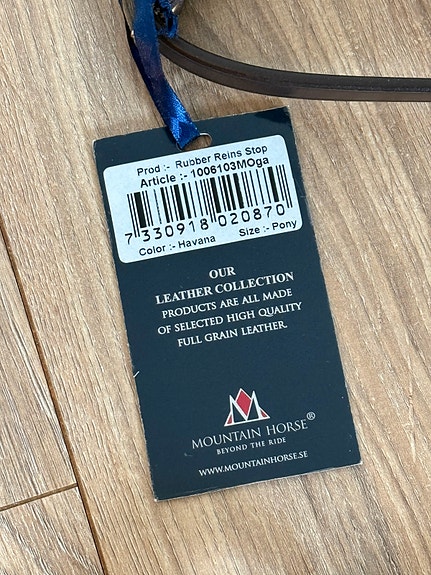 Prod :- Rubber Reins Stop
Article :- 1006103MOga
7 330918 020870
Color :- Havana Size :- Pony
OUR
LEATHER COLLECTION
PRODUCTS ARE ALL MADE
OF SELECTED HIGH QUALITY
FULL GRAIN LEATHER.
MOUNTAIN HORSE®
BEYOND THE RIDE
WWW.MOUNTAINHORSE.SE